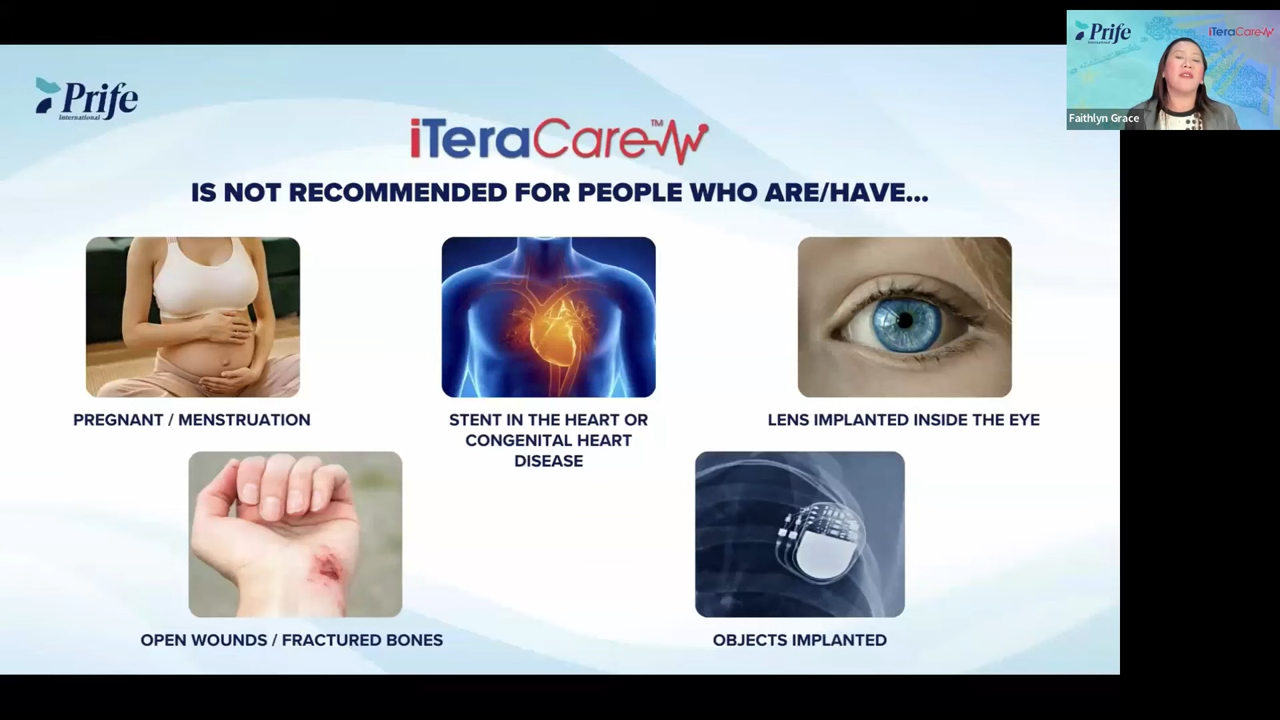 Prife
International
iTeraCare™
IS NOT RECOMMENDED FOR PEOPLE WHO ARE/HAVE...
PREGNANT / MENSTRUATION
STENT IN THE HEART OR
CONGENITAL HEART
DISEASE
LENS IMPLANTED INSIDE THE EYE
OPEN WOUNDS / FRACTURED BONES
OBJECTS IMPLANTED
Prife
International
iTeraCare
Faithlyn Grace